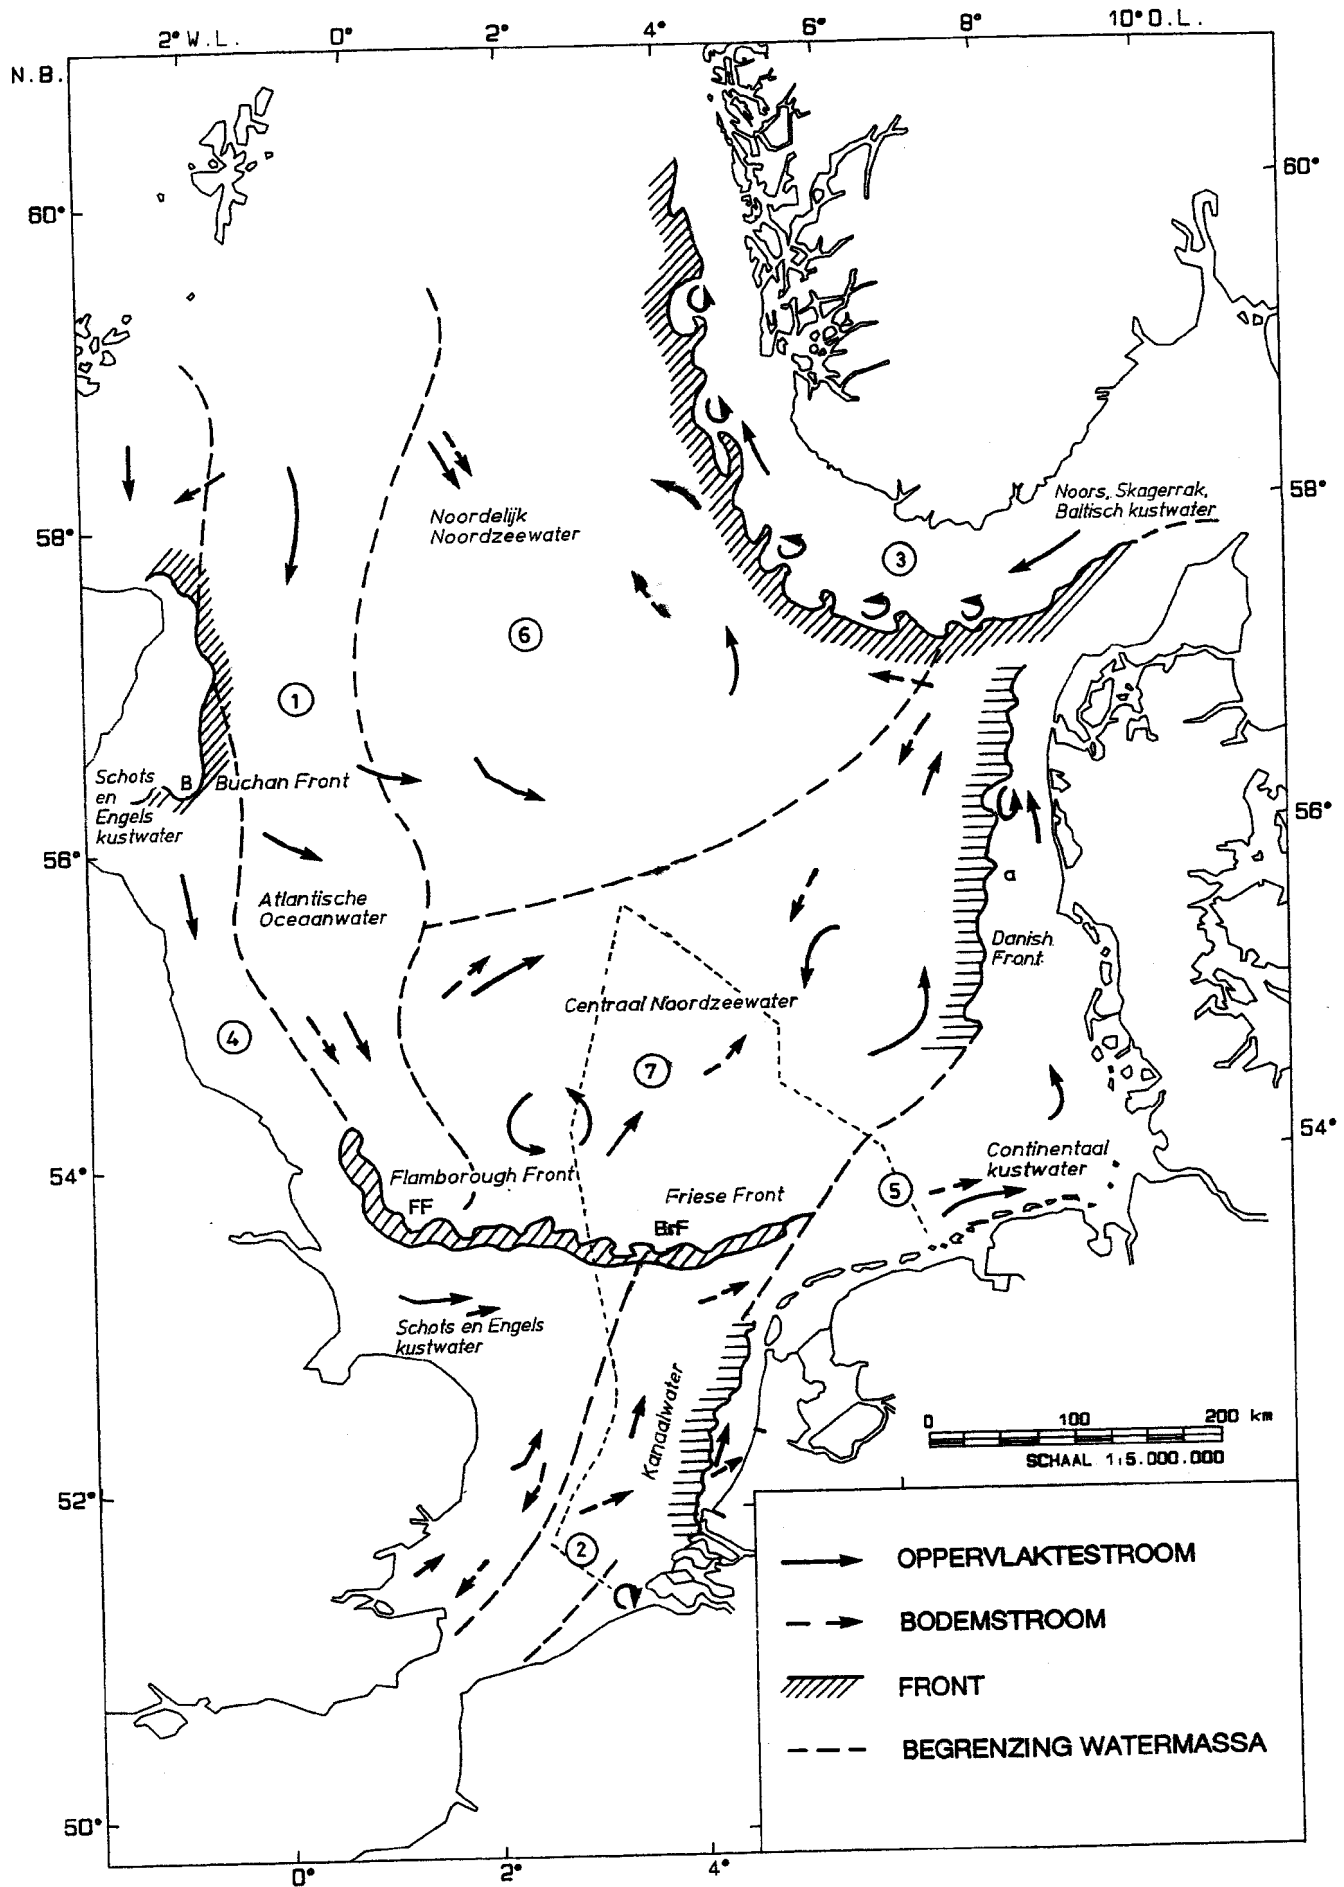 2° W.L.
0°
2°
4°
6°
8°
10° O.L.
N.B.
60°
60°
58°
58°
56°
56°
54°
54°
52°
50°
0°
2°
4°
Noors, Skagerrak,
Baltisch kustwater
3
Noordelijk
Noordzeewater
6
1
Schots
en
Engels
kustwater
B
Buchan Front
Atlantische
Oceaanwater
a
Danish
Front
Centraal Noordzeewater
4
7
Continentaal
kustwater
5
Flamborough Front
FF
Friese Front
BrF
Schots en Engels
kustwater
Kanaalwater
2
0 100 200 km
SCHAAL 1:5.000.000
OPPERVLAKTESTROOM
BODEMSTROOM
FRONT
BEGRENZING WATERMASSA